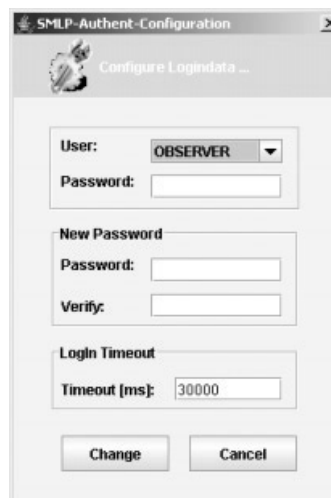 SMLP-Authent-Configuration
Configure Logindata ...
User:
OBSERVER
Password:
New Password
Password:
Verify:
LogIn Timeout
Timeout [ms]:
30000
Change
Cancel